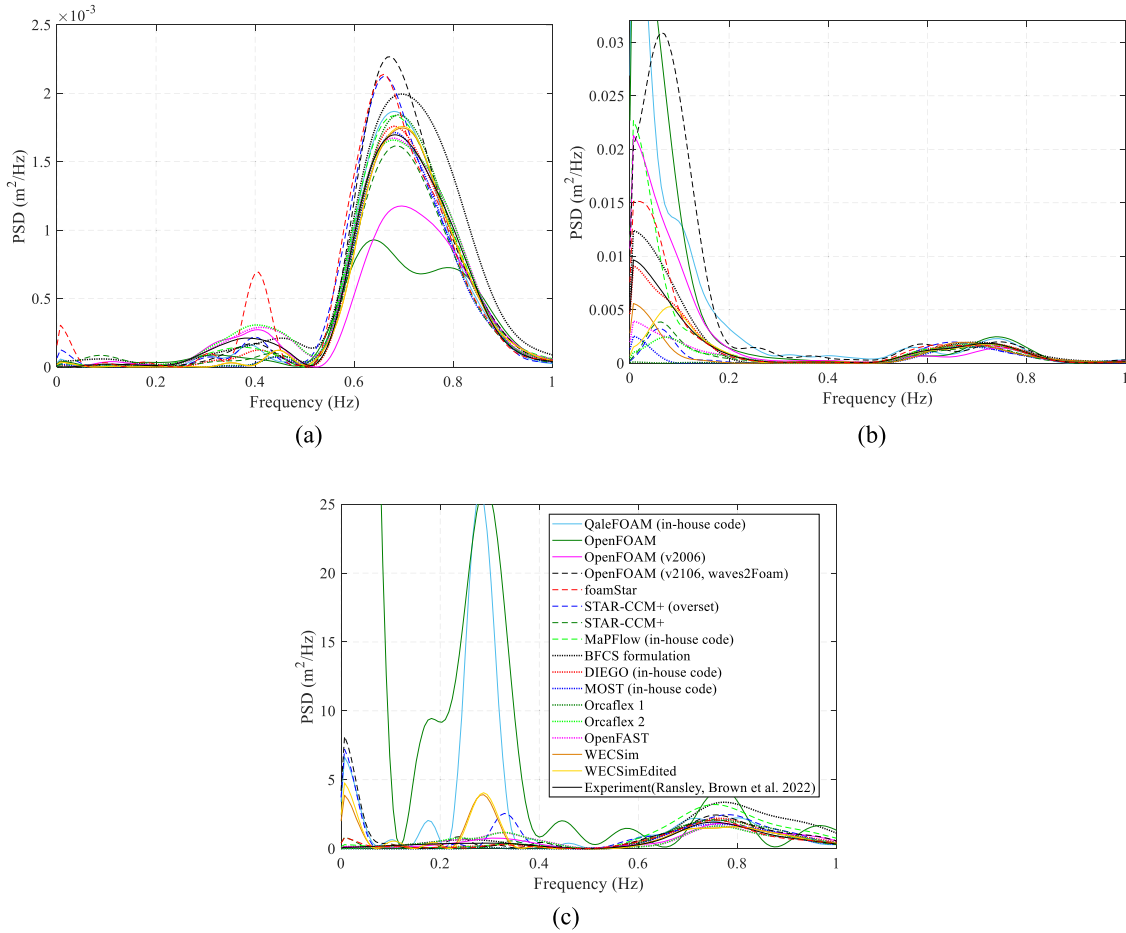 ×10⁻³
2.5
2
1.5
1
0.5
0
PSD (m²/Hz)
0 0.2 0.4 0.6 0.8 1
Frequency (Hz)
(a)
0.03
0.025
0.02
0.015
0.01
0.005
0
PSD (m²/Hz)
0 0.2 0.4 0.6 0.8 1
Frequency (Hz)
(b)
25
20
15
10
5
0
PSD (m²/Hz)
QaleFOAM (in-house code)
OpenFOAM
OpenFOAM (v2006)
OpenFOAM (v2106, waves2Foam)
foamStar
STAR-CCM+ (overset)
STAR-CCM+
MaPFlow (in-house code)
BFCS formulation
DIEGO (in-house code)
MOST (in-house code)
Orcaflex 1
Orcaflex 2
OpenFAST
WECSim
WECSimEdited
Experiment(Ransley, Brown et al. 2022)
0 0.2 0.4 0.6 0.8 1
Frequency (Hz)
(c)